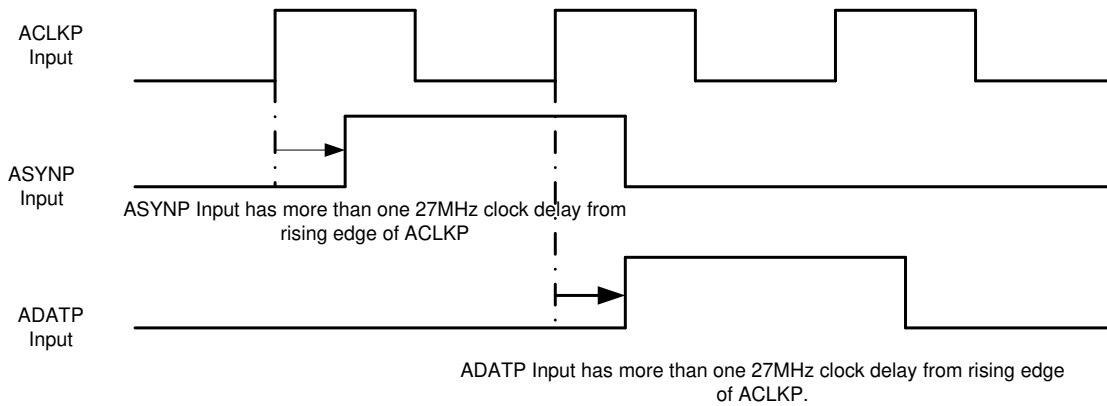 ACLKP
Input
ASYNP
Input
ASYNP Input has more than one 27MHz clock delay from
rising edge of ACLKP
ADATP
Input
ADATP Input has more than one 27MHz clock delay from rising edge
of ACLKP.